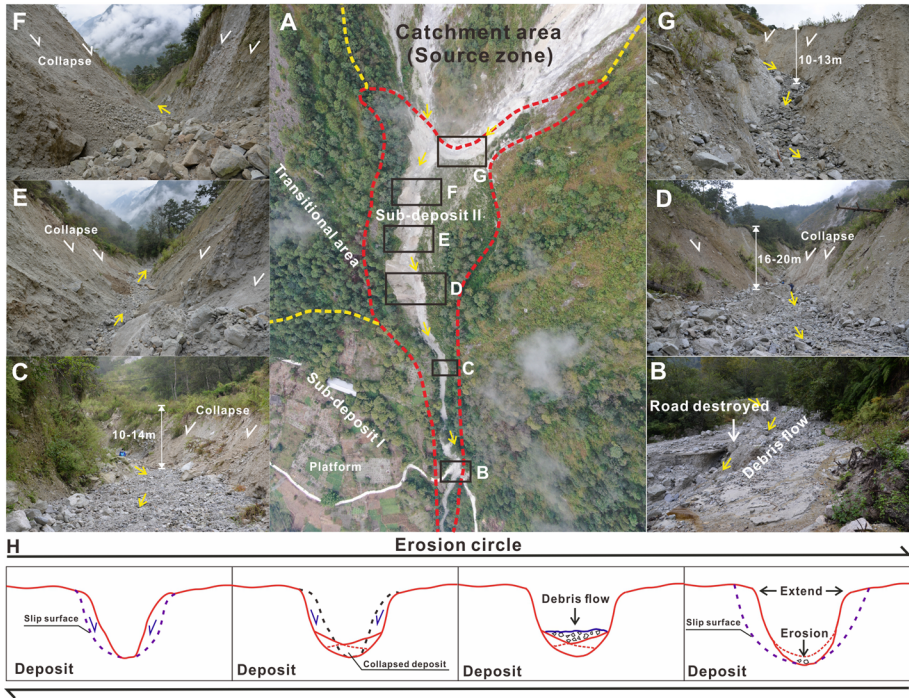 F
Collapse
A
Catchment area
(Source zone)
G
10-13m
G
F
Transitional area
Sub-deposit II
E
D
C
Sub-deposit I
Platform
B
E
Collapse
D
Collapse
16-20m
C
Collapse
10-14m
B
Road destroyed
Debris flow
H
Erosion circle
Slip surface
Deposit
Collapsed deposit
Debris flow
Extend
Slip surface
Erosion
Deposit